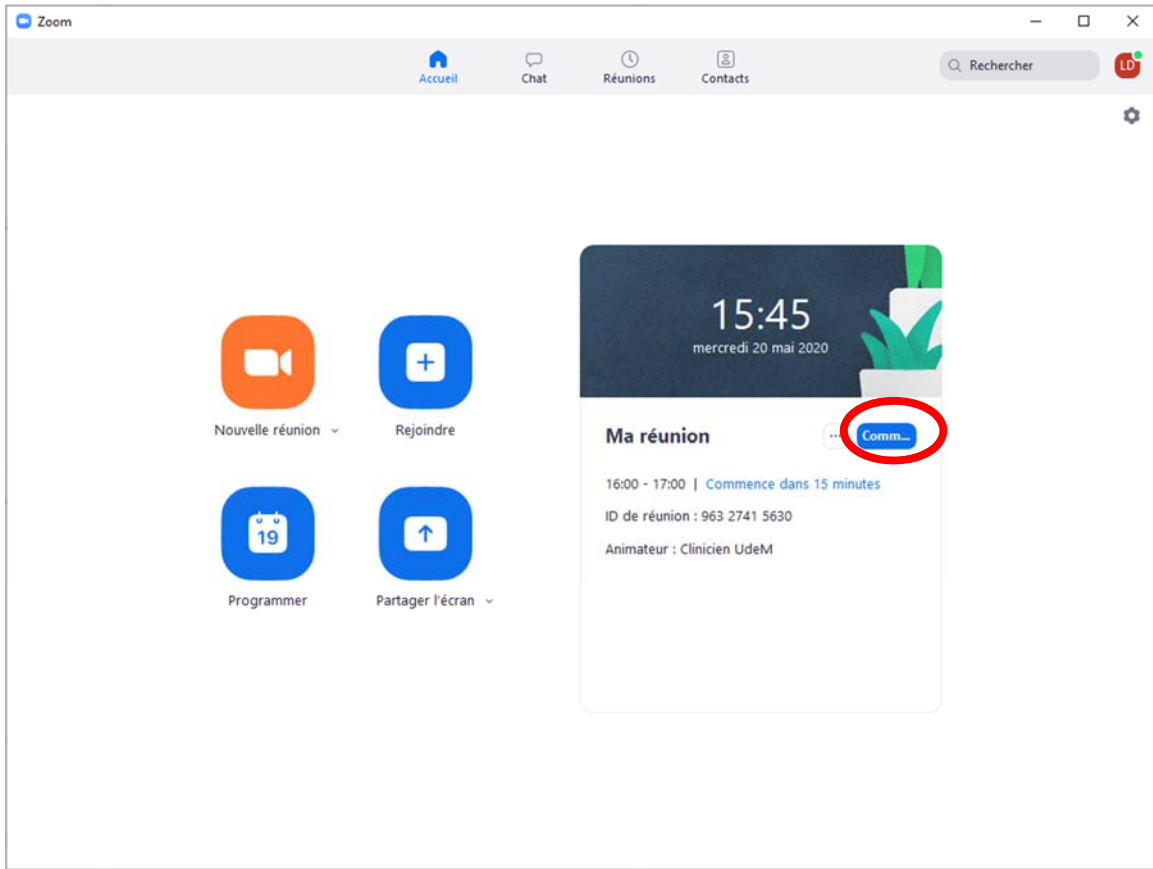 Zoom
Accueil
Chat
Réunions
Contacts
Rechercher
LD
15:45
mercredi 20 mai 2020
Nouvelle réunion
Rejoindre
Ma réunion
... Comm...
16:00 - 17:00 | Commence dans 15 minutes
ID de réunion : 963 2741 5630
Animateur : Clinicien UdeM
19
Programmer
Partager l'écran